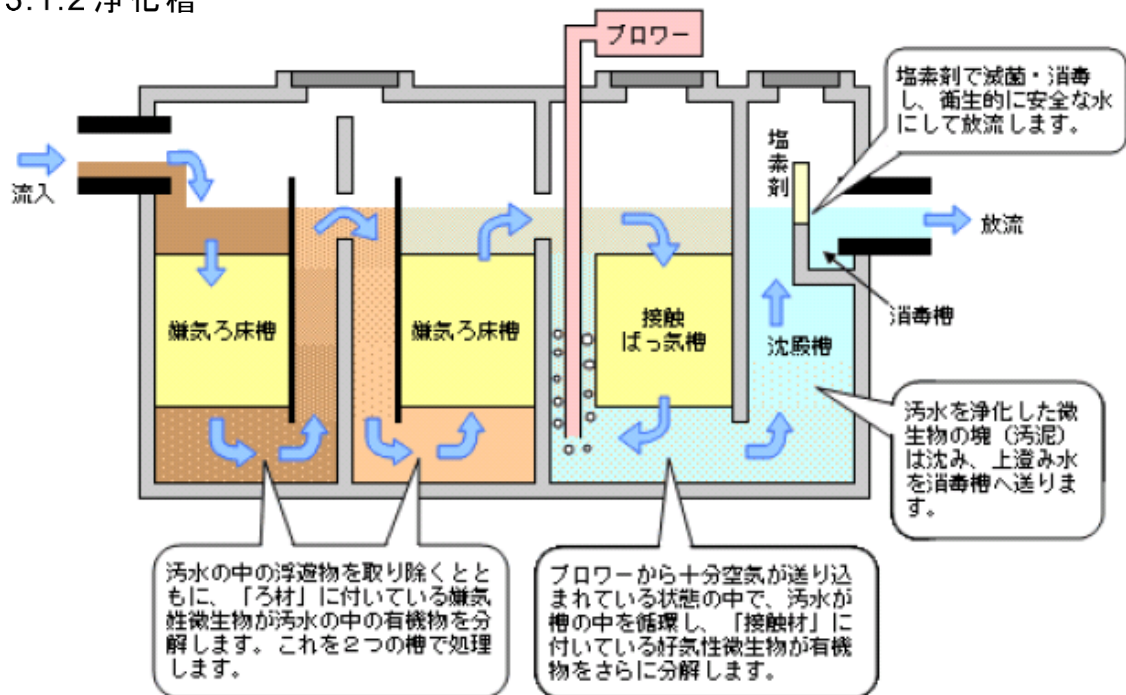 3.1.2 浄化槽
ブロワー
塩素剤で滅菌・消毒
し、衛生的に安全な水
にして放流します。
塩素剤
流入
放流
嫌気ろ床槽
嫌気ろ床槽
接触
ばっ気槽
沈殿槽
消毒槽
汚水を浄化した微
生物の塊（汚泥）
は沈み、上澄み水
を消毒槽へ送りま
す。
汚水の中の浮遊物を取り除くとと
もに、「ろ材」に付いている嫌気
性微生物が汚水の中の有機物を分
解します。これを２つの槽で処理
します。
ブロワーから十分空気が送り込
まれている状態の中で、汚水が
槽の中を循環し、「接触材」に
付いている好気性微生物が有機
物をさらに分解します。